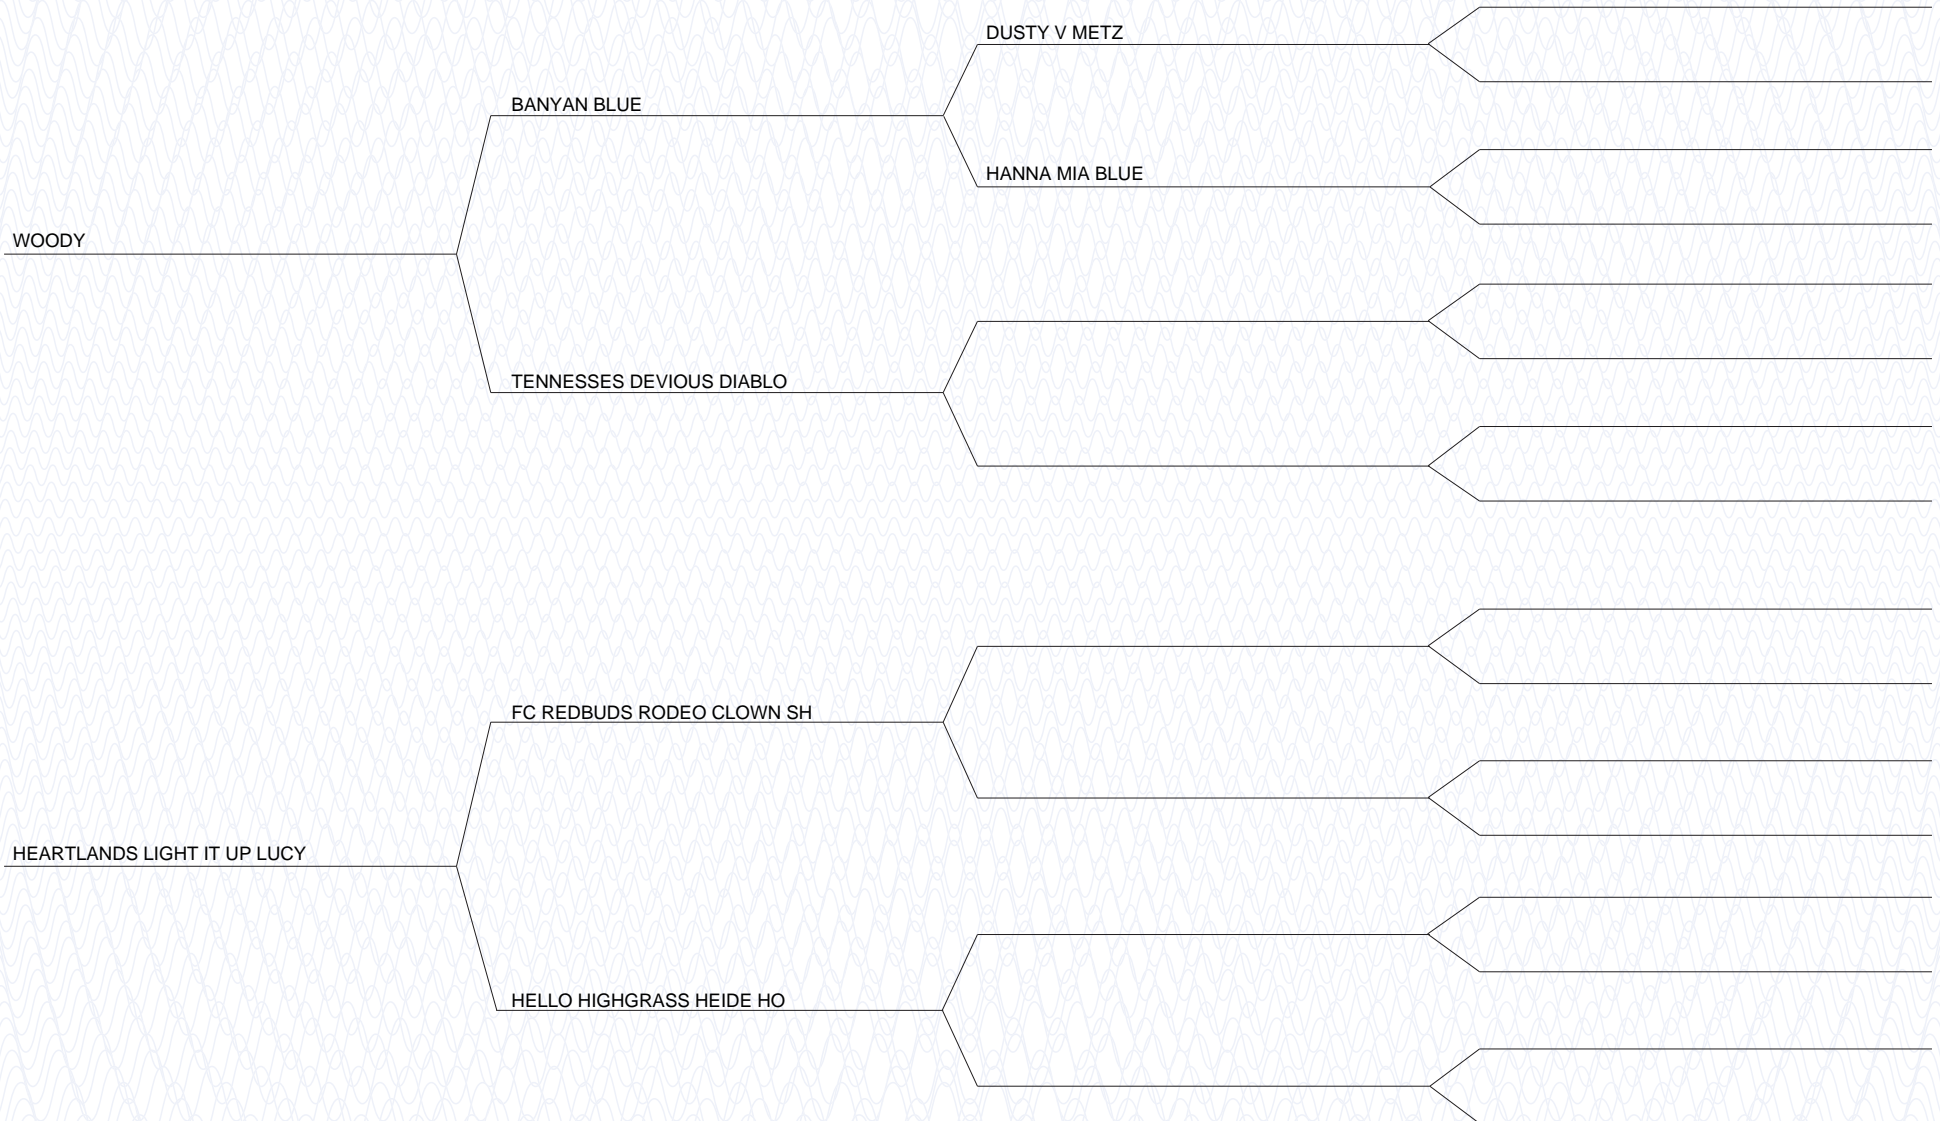 DUSTY V METZ
BANYAN BLUE
HANNA MIA BLUE
WOODY
TENNESSES DEVIOUS DIABLO
FC REDBUDS RODEO CLOWN SH
HEARTLANDS LIGHT IT UP LUCY
HELLO HIGHGRASS HEIDE HO